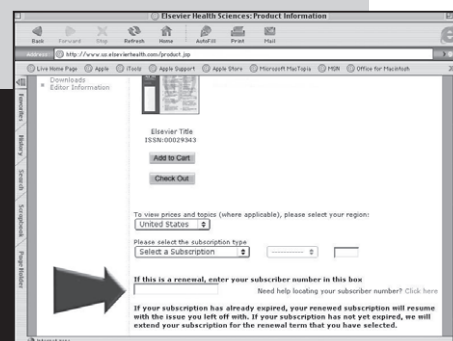 Elsevier Health Sciences: Product Information
Back Forward Stop Refresh Home AutoFill Print Mail
Address http://www.us.elsevierhealth.com/product.jsp
Live Home Page Apple iTools Apple Support Apple Store Microsoft MacTopia MSN Office for Macintosh
Favorites
History
Search
Scrapbook
Page Holder
Downloads
Editor Information
Elsevier Title
ISSN:00029343
Add to Cart
Check Out
To view prices and topics (where applicable), please select your region:
United States
Please select the subscription type
Select a Subscription
If this is a renewal, enter your subscriber number in this box
Need help locating your subscriber number? Click here
If your subscription has already expired, your renewed subscription will resume
with the issue you left off with. If your subscription has not yet expired, we will
extend your subscription for the renewal term that you have selected.